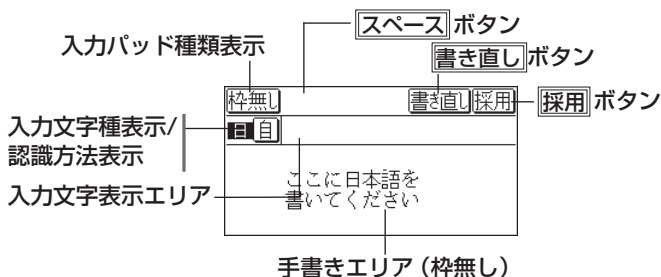 スペース ボタン
入力パッド種類表示
書き直し ボタン
枠無し
書き直し 採用
採用 ボタン
入力文字種表示/
認識方法表示
日 自
入力文字表示エリア
ここに日本語を
書いてください
手書きエリア（枠無し）